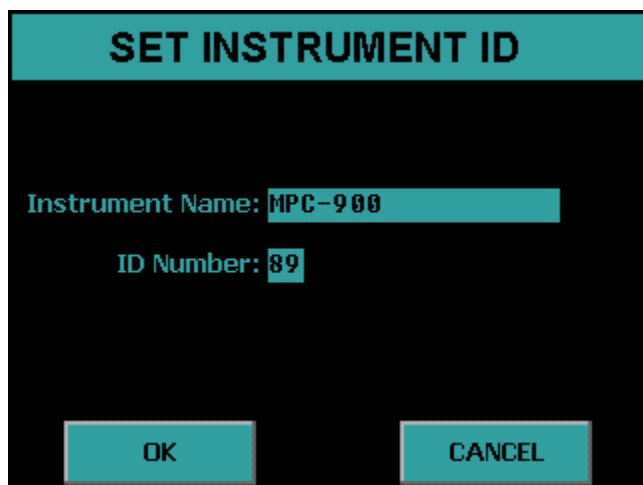 SET INSTRUMENT ID
Instrument Name: MPC-900
ID Number: 89
OK CANCEL